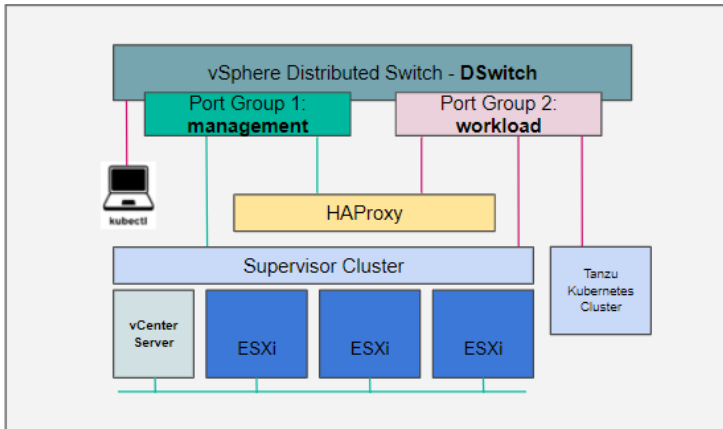 vSphere Distributed Switch - DSwitch
Port Group 1:
management
Port Group 2:
workload
kubectl
HAProxy
Supervisor Cluster
Tanzu
Kubernetes
Cluster
vCenter
Server
ESXi
ESXi
ESXi